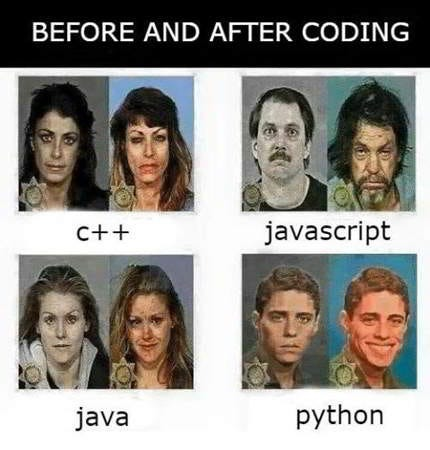 BEFORE AND AFTER CODING
c++
javascript
java
python